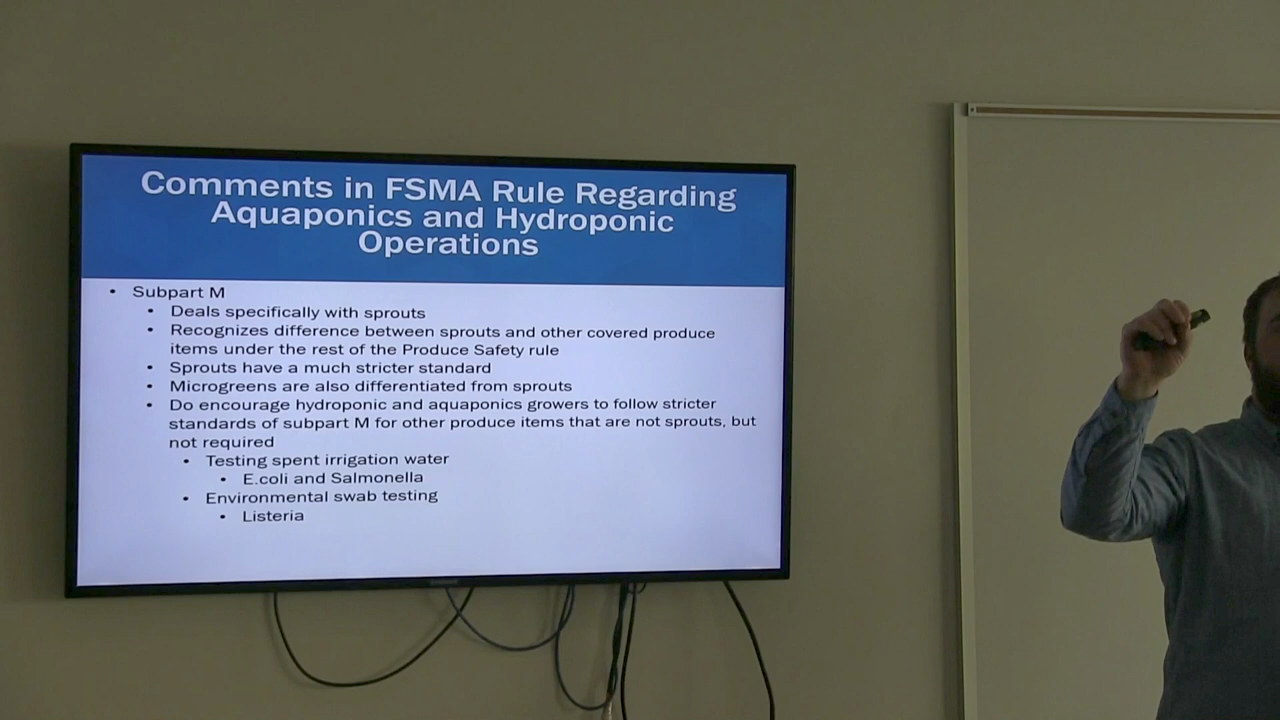 Comments in FSMA Rule Regarding
Aquaponics and Hydroponic
Operations
• Subpart M
• Deals specifically with sprouts
• Recognizes difference between sprouts and other covered produce
items under the rest of the Produce Safety rule
• Sprouts have a much stricter standard
• Microgreens are also differentiated from sprouts
• Do encourage hydroponic and aquaponics growers to follow stricter
standards of subpart M for other produce items that are not sprouts, but
not required
• Testing spent irrigation water
• E.coli and Salmonella
• Environmental swab testing
• Listeria